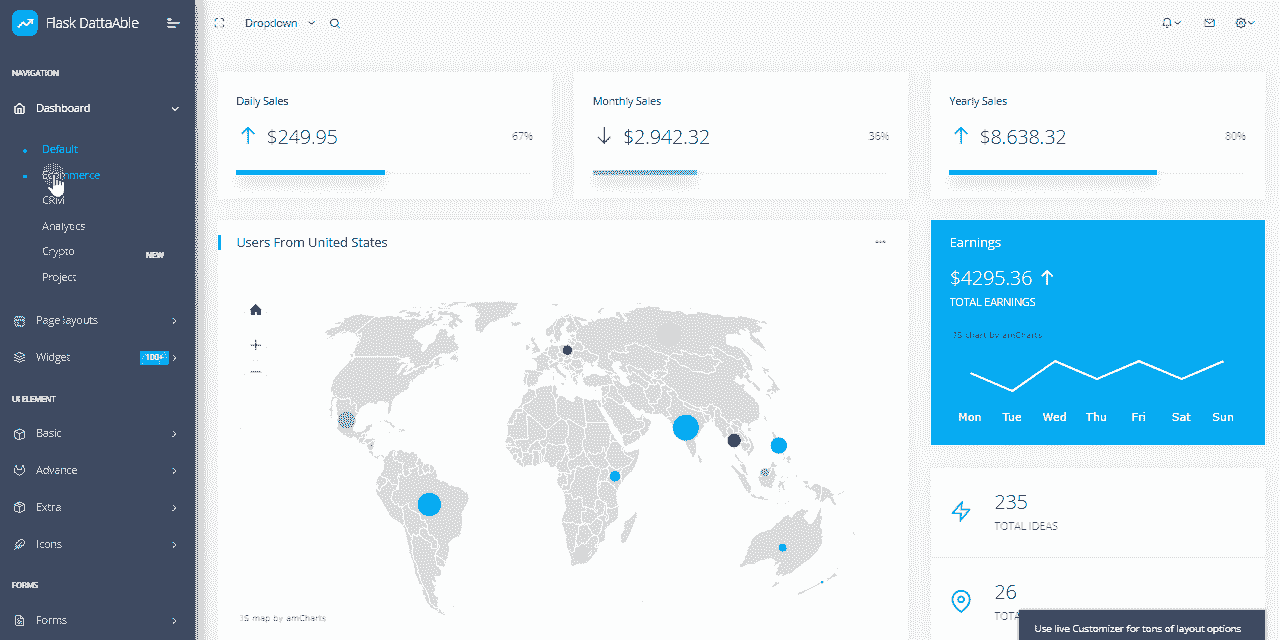 Flask DattaAble
NAVIGATION
Dashboard
Default
Ecommerce
CRM
Analytics
Crypto NEW
Project
Page layouts
Widget 100+
UI ELEMENT
Basic
Advance
Extra
Icons
FORMS
Forms
Dropdown
Daily Sales
$249.95 67%
Monthly Sales
$2.942.32 36%
Yearly Sales
$8.638.32 80%
Users From United States
JS map by amCharts
Earnings
$4295.36
TOTAL EARNINGS
JS chart by amCharts
Mon Tue Wed Thu Fri Sat Sun
235
TOTAL IDEAS
26
Use live Customizer for tons of layout options